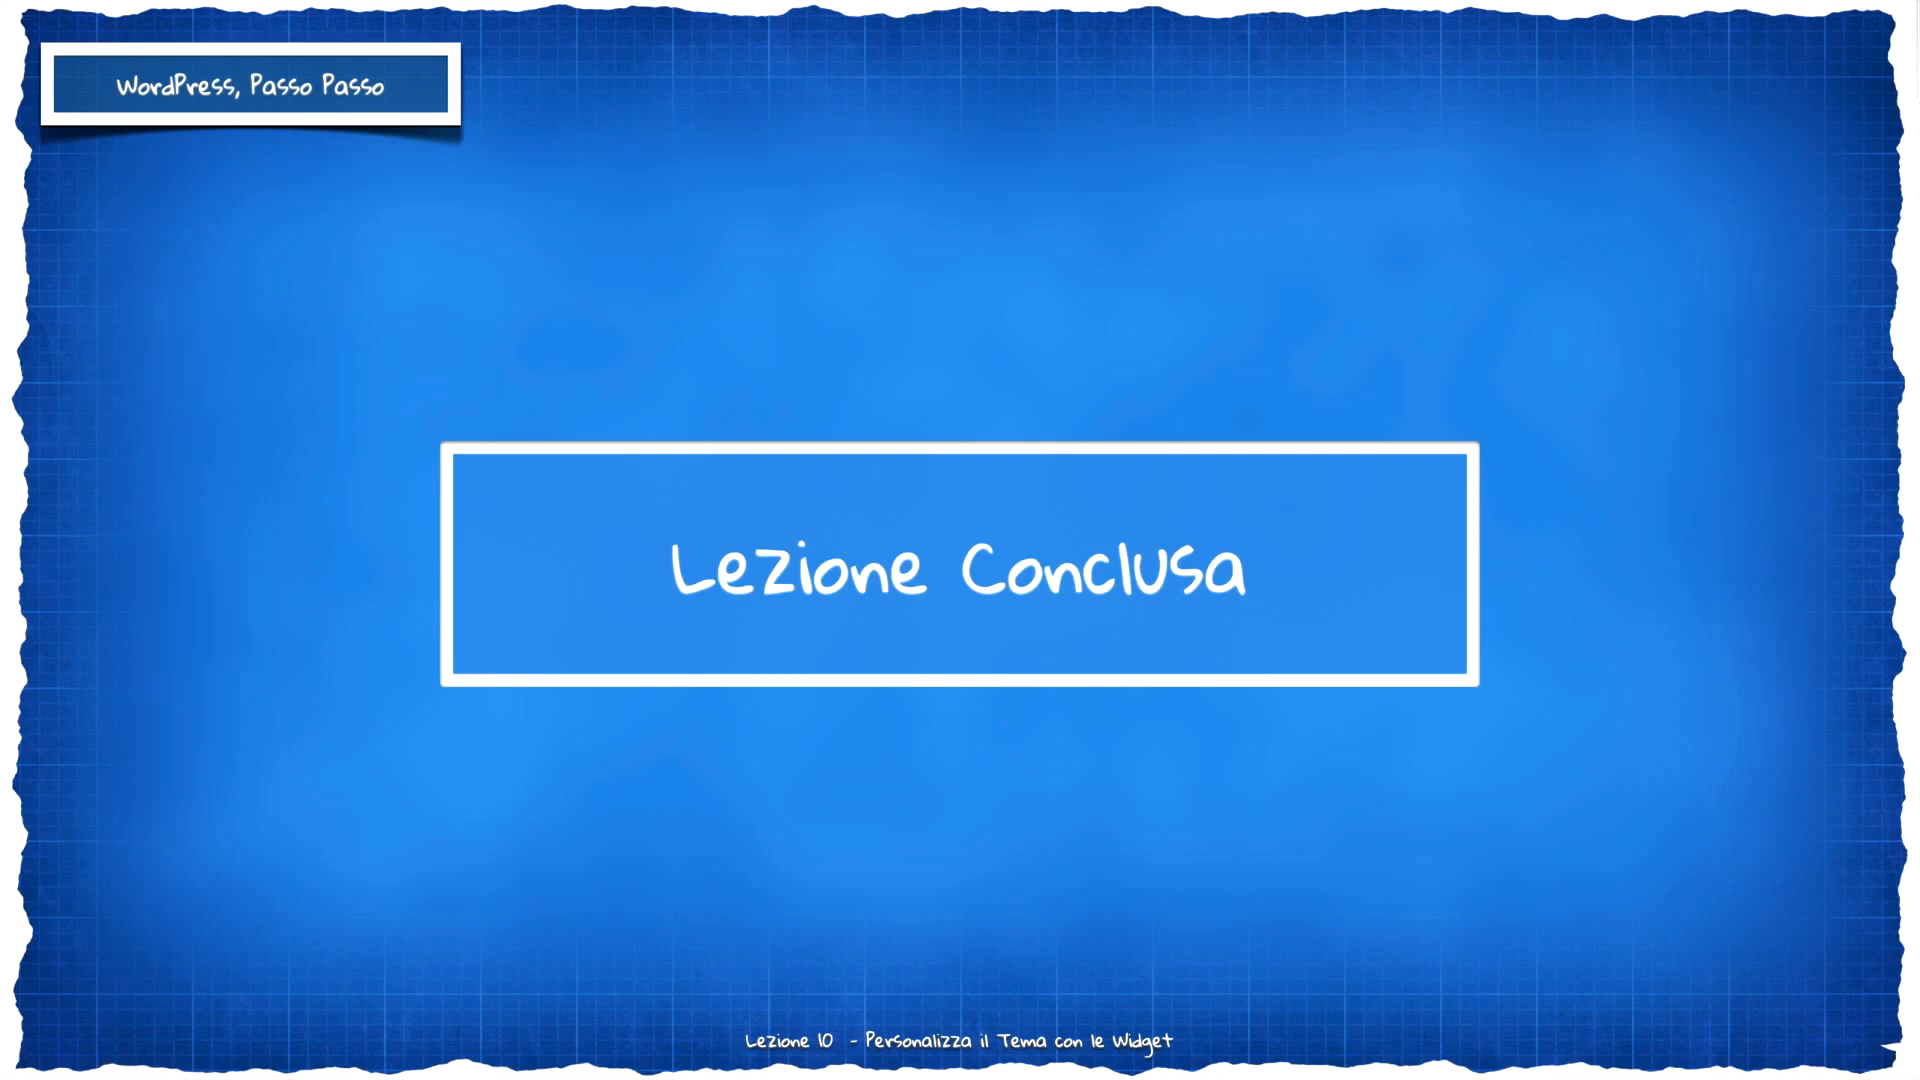 WordPress, Passo Passo
Lezione Conclusa
Lezione 10 - Personalizza il Tema con le Widget